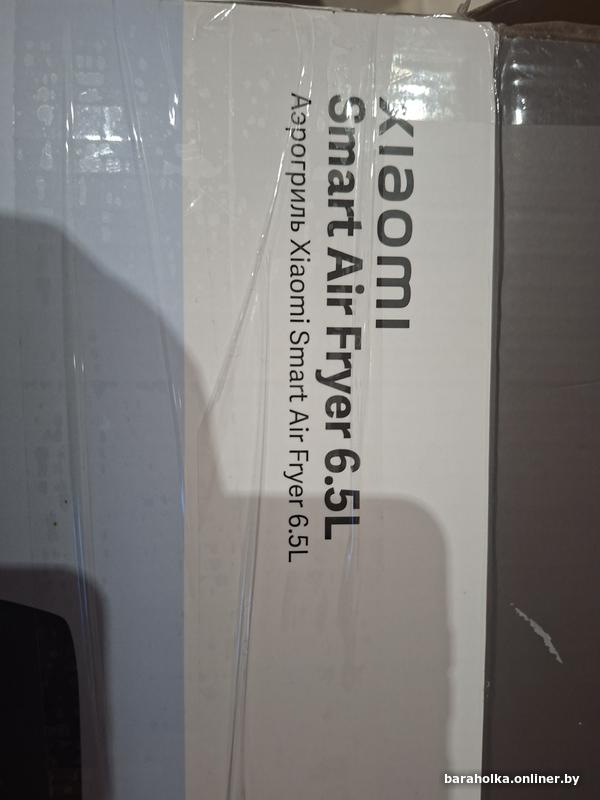 xiaomi
Smart Air Fryer 6.5L
Аэрогриль Xiaomi Smart Air Fryer 6.5L
baraholka.onliner.by